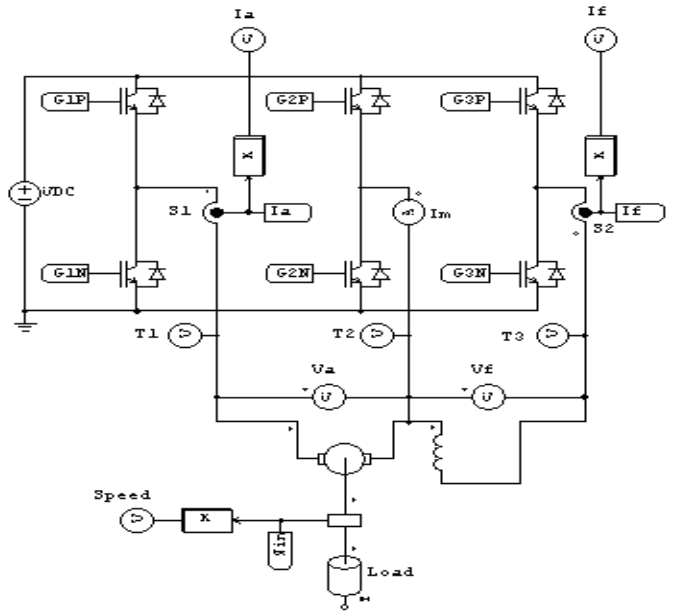 Ia
If
G1P
G2P
G3P
K
K
VDC
S1
Ia
Im
If
S2
G1N
G2N
G3N
T1
T2
T3
Va
Vf
Speed
K
Load